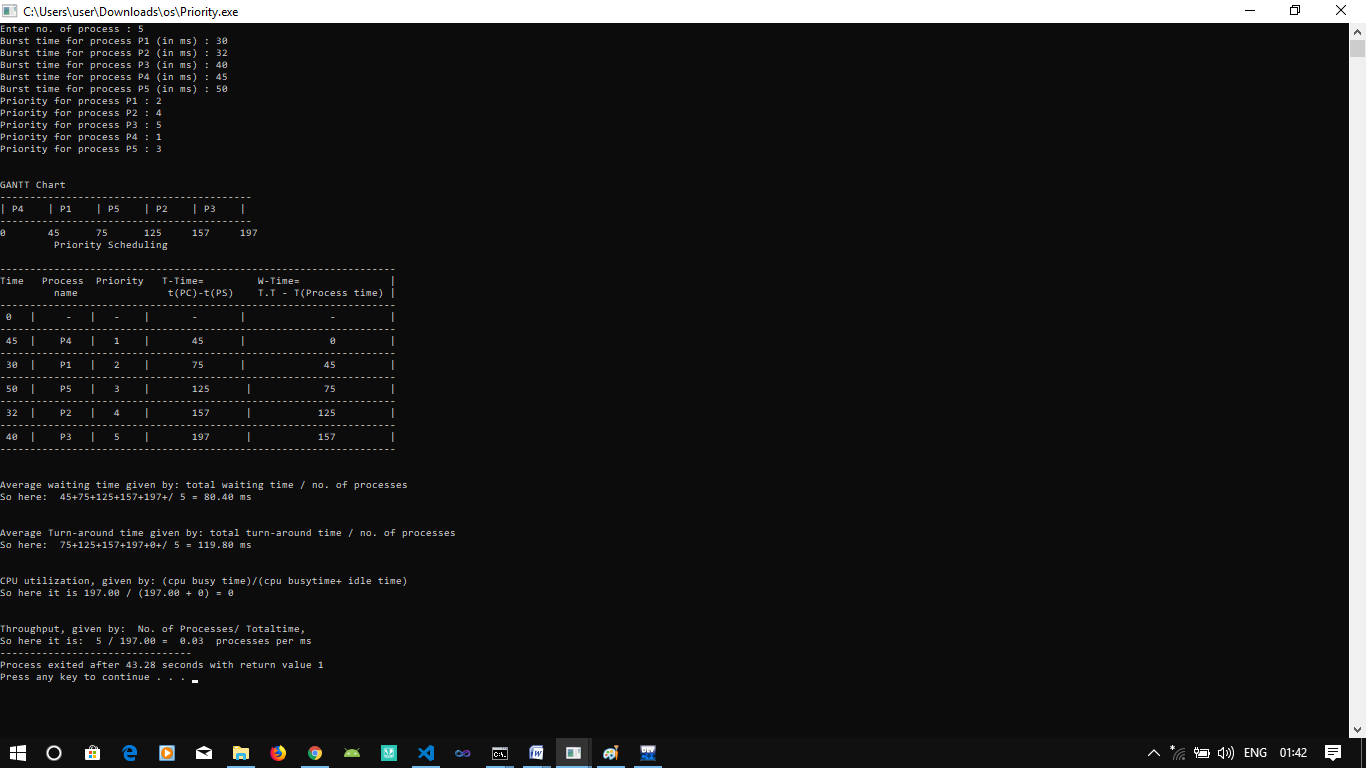 C:\Users\user\Downloads\os\Priority.exe
Enter no. of process : 5
Burst time for process P1 (in ms) : 30
Burst time for process P2 (in ms) : 32
Burst time for process P3 (in ms) : 40
Burst time for process P4 (in ms) : 45
Burst time for process P5 (in ms) : 50
Priority for process P1 : 2
Priority for process P2 : 4
Priority for process P3 : 5
Priority for process P4 : 1
Priority for process P5 : 3
GANTT Chart
------------------------------------------
| P4    | P1    | P5    | P2    | P3    |
------------------------------------------
0       45      75      125     157     197
         Priority Scheduling
------------------------------------------------------------------
Time   Process  Priority   T-Time=         W-Time=               |
         name               t(PC)-t(PS)    T.T - T(Process time) |
------------------------------------------------------------------
 0   |     -   |   -    |       -       |              -         |
------------------------------------------------------------------
 45  |    P4   |   1    |       45      |              0         |
------------------------------------------------------------------
 30  |    P1   |   2    |       75      |             45         |
------------------------------------------------------------------
 50  |    P5   |   3    |       125      |            75         |
------------------------------------------------------------------
 32  |    P2   |   4    |       157      |           125         |
------------------------------------------------------------------
 40  |    P3   |   5    |       197      |           157         |
------------------------------------------------------------------
Average waiting time given by: total waiting time / no. of processes
So here:  45+75+125+157+197+/ 5 = 80.40 ms
Average Turn-around time given by: total turn-around time / no. of processes
So here:  75+125+157+197+0+/ 5 = 119.80 ms
CPU utilization, given by: (cpu busy time)/(cpu busytime+ idle time)
So here it is 197.00 / (197.00 + 0) = 0
Throughput, given by:  No. of Processes/ Totaltime,
So here it is:  5 / 197.00 =  0.03  processes per ms
--------------------------------
Process exited after 43.28 seconds with return value 1
Press any key to continue . . .
ENG 01:42